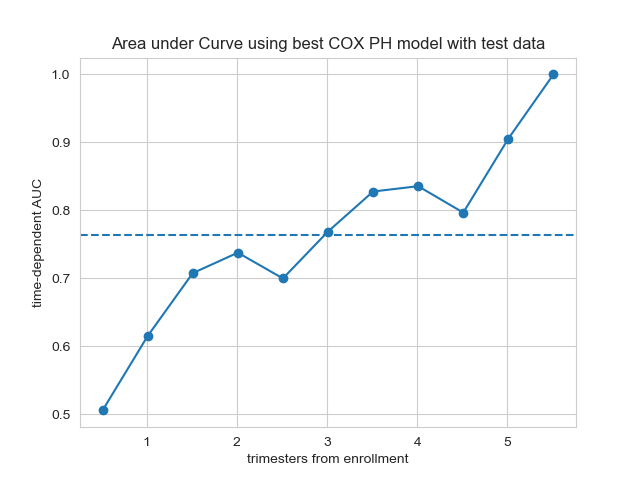 Area under Curve using best COX PH model with test data
1.0
0.9
0.8
0.7
0.6
0.5
time-dependent AUC
1 2 3 4 5
trimesters from enrollment